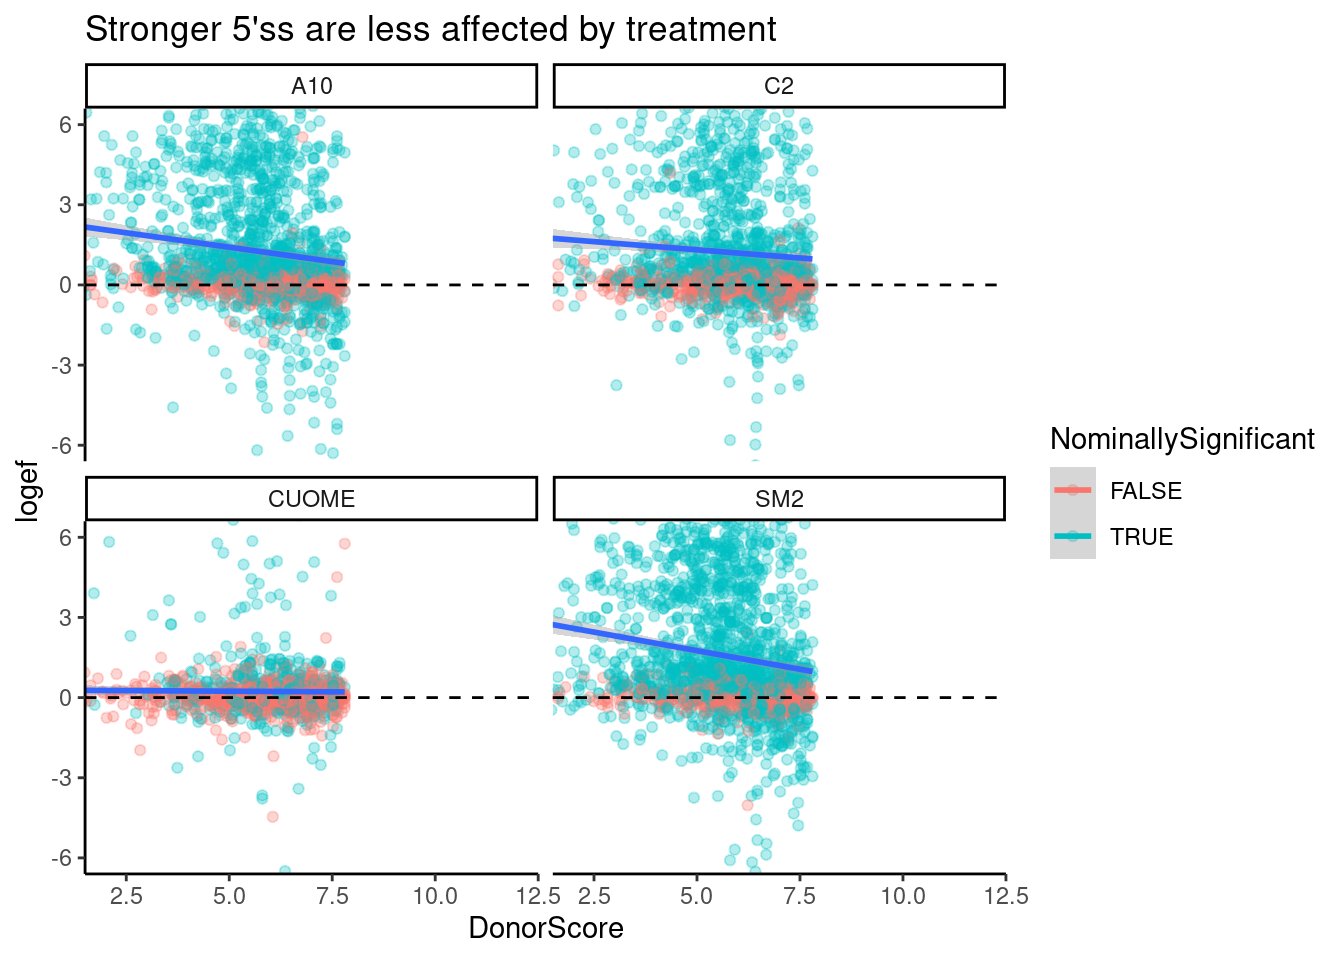 Stronger 5'ss are less affected by treatment
A10
C2
6
3
0
-3
-6
CUOME
SM2
6
3
0
-3
-6
2.5 5.0 7.5 10.0 12.5 2.5 5.0 7.5 10.0 12.5
DonorScore
logef
NominallySignificant
FALSE
TRUE